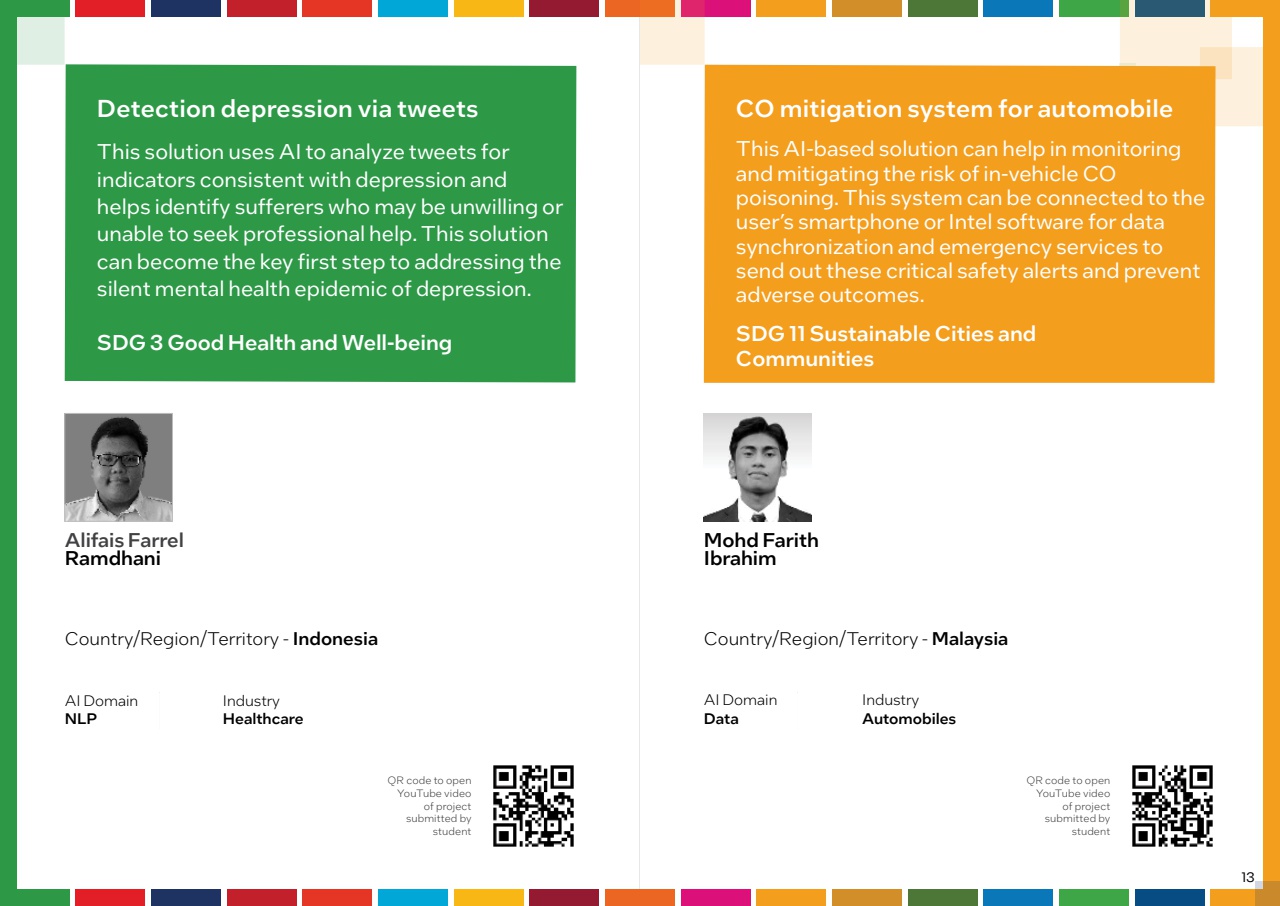 Detection depression via tweets
This solution uses AI to analyze tweets for
indicators consistent with depression and
helps identify sufferers who may be unwilling or
unable to seek professional help. This solution
can become the key first step to addressing the
silent mental health epidemic of depression.
SDG 3 Good Health and Well-being
Alifais Farrel
Ramdhani
Country/Region/Territory - Indonesia
AI Domain
NLP
Industry
Healthcare
QR code to open
YouTube video
of project
submitted by
student
CO mitigation system for automobile
This AI-based solution can help in monitoring
and mitigating the risk of in-vehicle CO
poisoning. This system can be connected to the
user’s smartphone or Intel software for data
synchronization and emergency services to
send out these critical safety alerts and prevent
adverse outcomes.
SDG 11 Sustainable Cities and
Communities
Mohd Farith
Ibrahim
Country/Region/Territory - Malaysia
AI Domain
Data
Industry
Automobiles
QR code to open
YouTube video
of project
submitted by
student
13